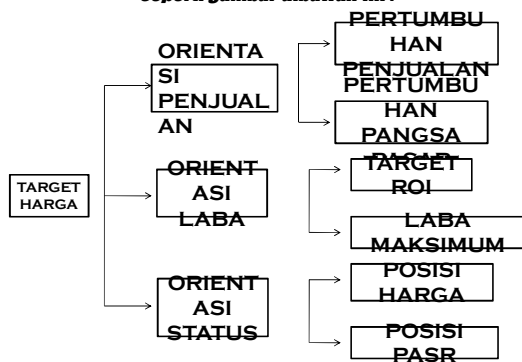 ORIENTA
SI
PENJUAL
AN
PERTUMBU
HAN
PENJUALAN
PERTUMBU
HAN
PANGSA
TARGET
HARGA
ORIENT
ASI
LABA
TARGET
ROI
LABA
MAKSIMUM
ORIENT
ASI
STATUS
POSISI
HARGA
POSISI
PASR